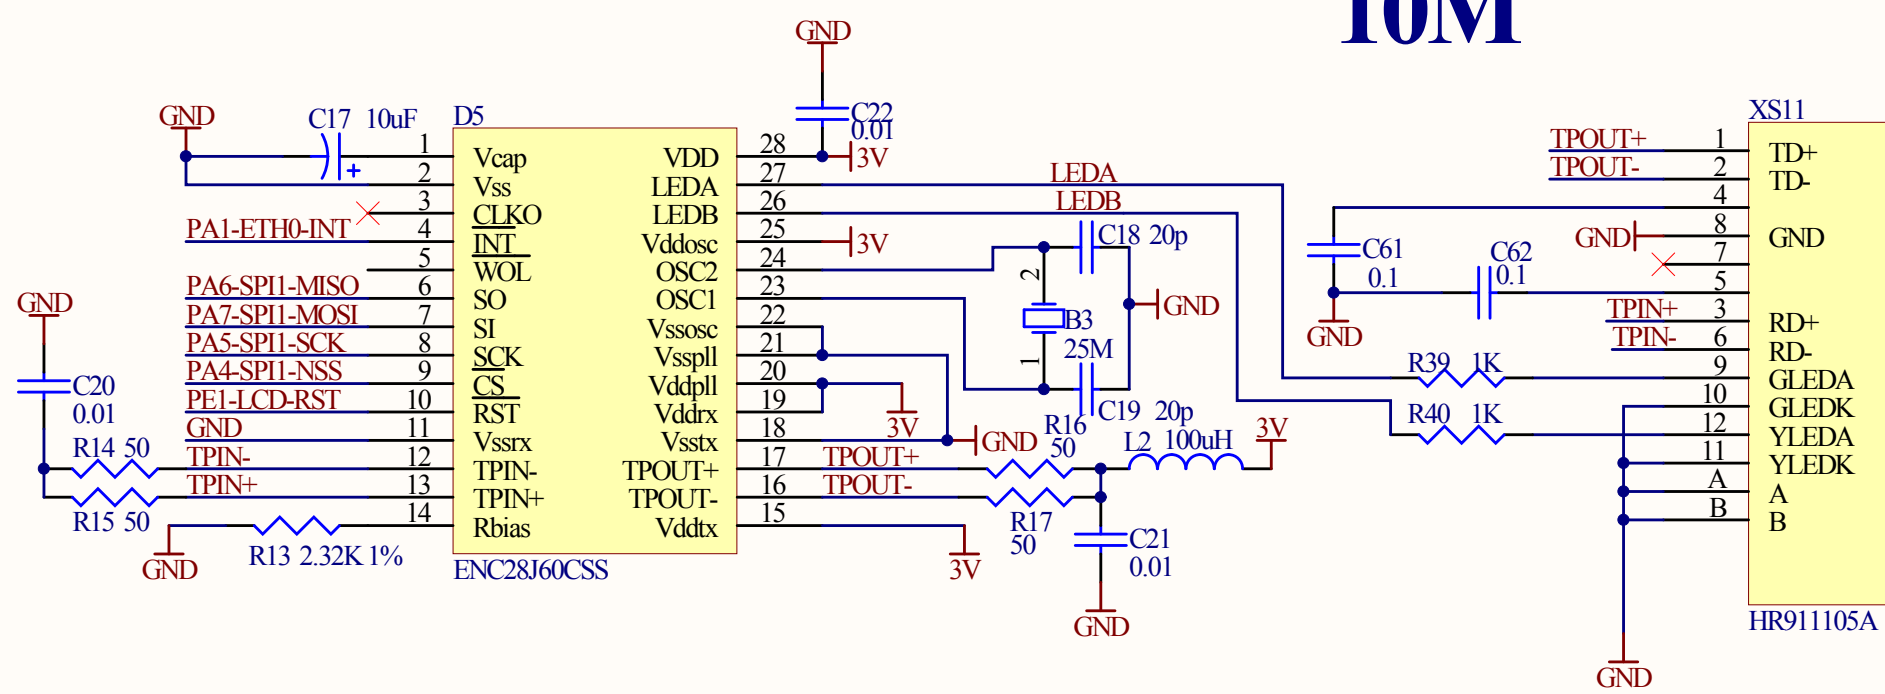 10M
GND
C22
0.01
3V
GND
C17 10uF
D5
1 Vcap VDD 28
2 Vss LEDA 27 LEDA
3 CLKO LEDB 26 LEDB
PA1-ETH0-INT 4 INT Vddosc 25 3V
5 WOL OSC2 24
PA6-SPI1-MISO 6 SO OSC1 23
PA7-SPI1-MOSI 7 SI Vssosc 22
PA5-SPI1-SCK 8 SCK Vsspll 21
PA4-SPI1-NSS 9 CS Vddpll 20
PE1-LCD-RST 10 RST Vddrx 19
3V
GND 11 Vssrx Vsstx 18 GND
TPIN- 12 TPIN- TPOUT+ 17 TPOUT+
TPIN+ 13 TPIN+ TPOUT- 16 TPOUT-
14 Rbias Vddtx 15
3V
ENC28J60CSS
GND
C20
0.01
R14 50
R15 50
GND
R13 2.32K 1%
C18 20p
2
B3
25M
1
C19 20p
GND
R16
50
L2 100uH
3V
R17
50
C21
0.01
GND
XS11
TPOUT+ 1 TD+
TPOUT- 2 TD-
4
GND 8 GND
7
5
TPIN+ 3 RD+
TPIN- 6 RD-
9 GLEDA
10 GLEDK
12 YLEDA
11 YLEDK
A A
B B
C61
0.1
C62
0.1
GND
R39 1K
R40 1K
HR911105A
GND